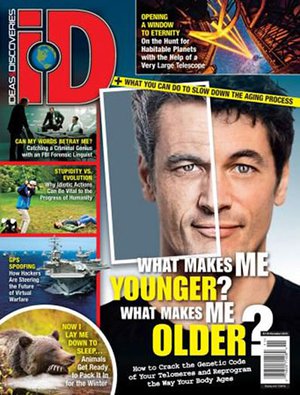 IDEAS & DISCOVERIES
iD
OPENING
A WINDOW
TO ETERNITY
On the Hunt for
Habitable Planets
with the Help of a
Very Large Telescope
+ WHAT YOU CAN DO TO SLOW DOWN THE AGING PROCESS
CAN MY WORDS BETRAY ME?
Catching a Criminal Genius
with an FBI Forensic Linguist
STUPIDITY VS.
EVOLUTION
Why Idiotic Actions
Can Be Vital to the
Progress of Humanity
GPS
SPOOFING
How Hackers
Are Steering
the Future
of Virtual
Warfare
NOW I
LAY ME
DOWN TO
SLEEP...
Animals
Get Ready
to Pack It In
for the Winter
WHAT MAKES ME
YOUNGER?
WHAT MAKES ME
OLDER?
How to Crack the Genetic Code
of Your Telomeres and Reprogram
the Way Your Body Ages